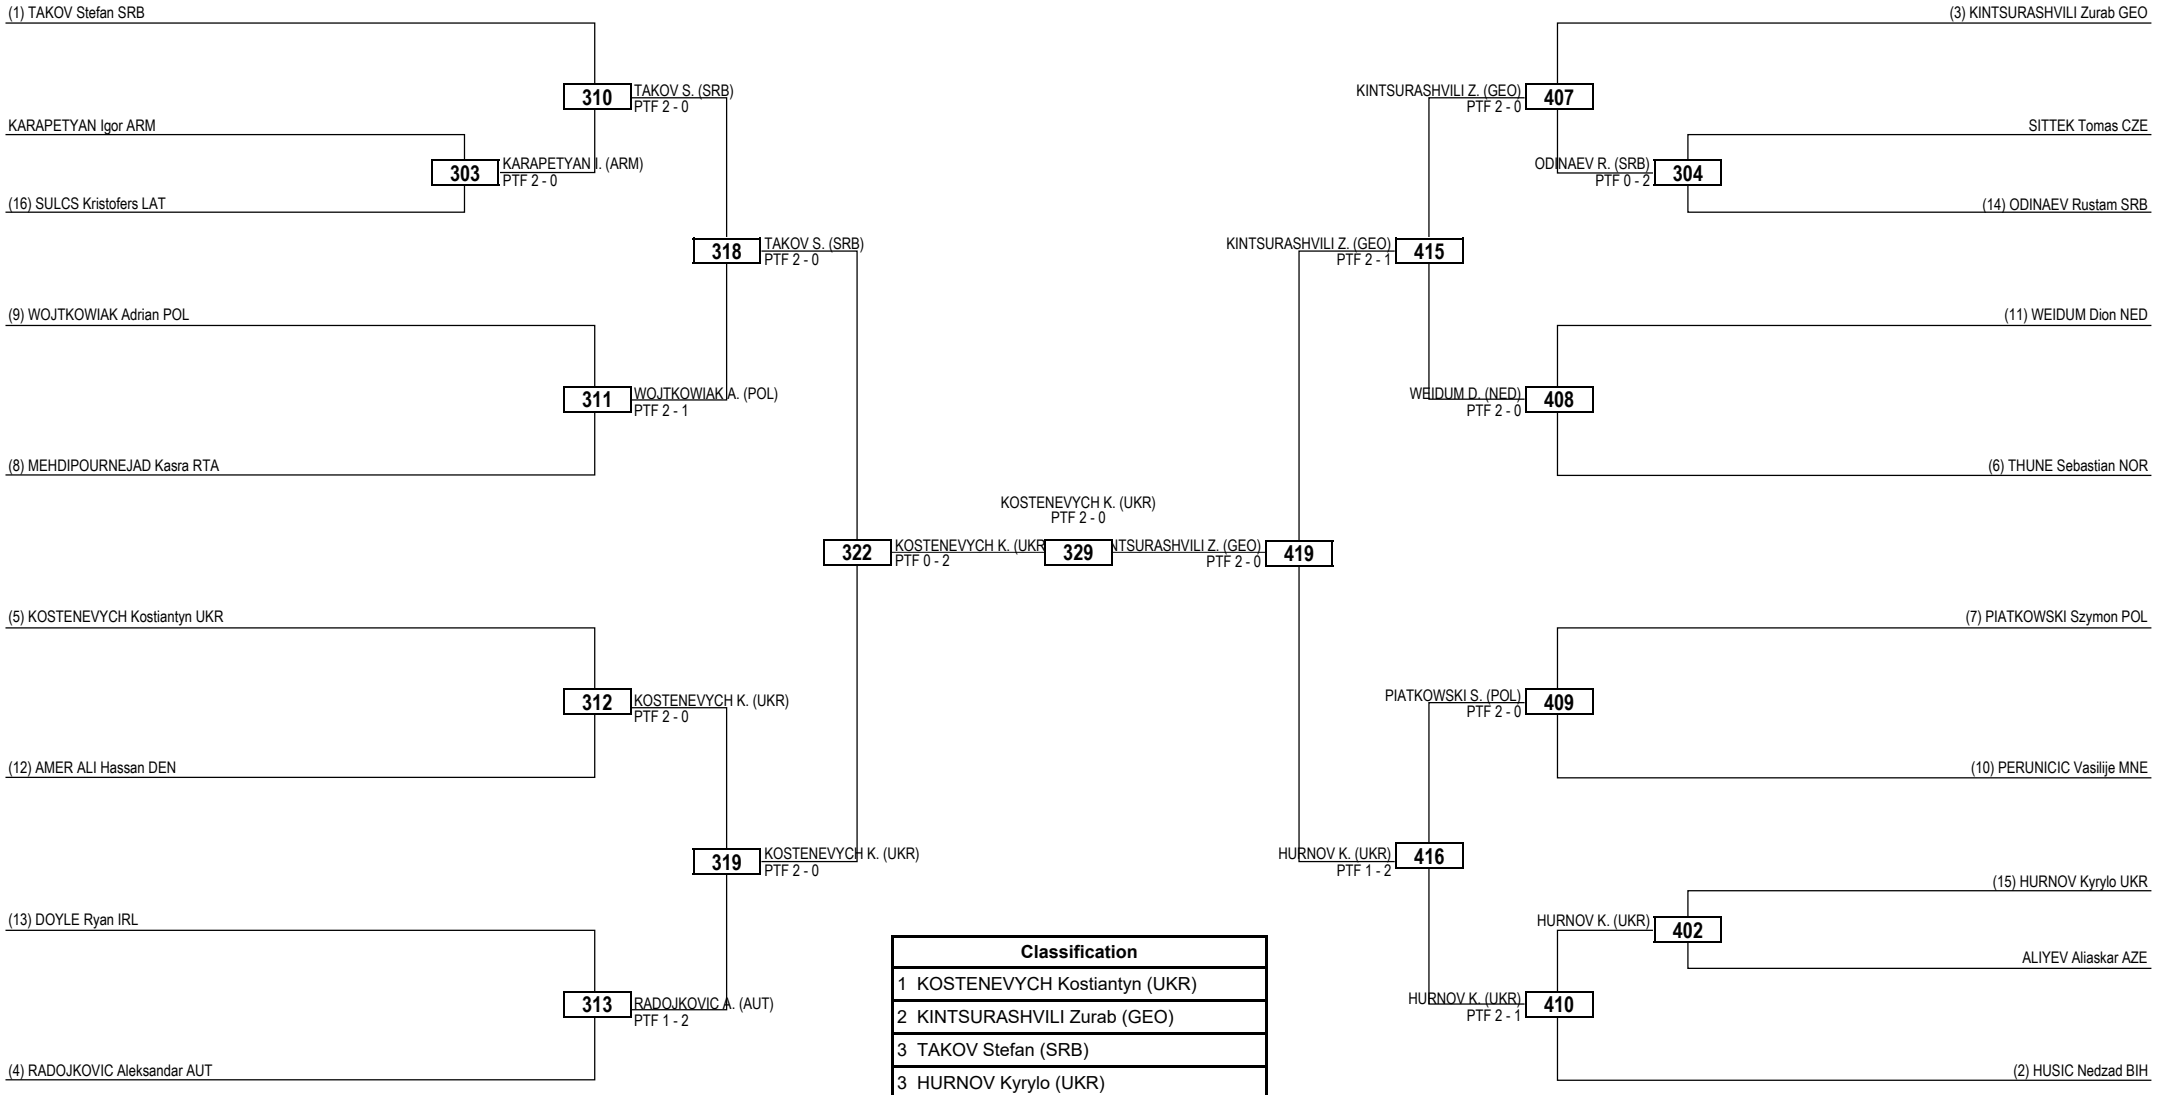 (1) TAKOV Stefan SRB
(3) KINTSURASHVILI Zurab GEO
310
TAKOV S. (SRB)
PTF 2 - 0
KINTSURASHVILI Z. (GEO)
PTF 2 - 0
407
KARAPETYAN Igor ARM
SITTEK Tomas CZE
303
KARAPETYAN I. (ARM)
PTF 2 - 0
ODINAEV R. (SRB)
PTF 0 - 2
304
(16) SULCS Kristofers LAT
(14) ODINAEV Rustam SRB
318
TAKOV S. (SRB)
PTF 2 - 0
KINTSURASHVILI Z. (GEO)
PTF 2 - 1
415
(9) WOJTKOWIAK Adrian POL
(11) WEIDUM Dion NED
311
WOJTKOWIAK A. (POL)
PTF 2 - 1
WEIDUM D. (NED)
PTF 2 - 0
408
(8) MEHDIPOURNEJAD Kasra RTA
(6) THUNE Sebastian NOR
KOSTENEVYCH K. (UKR)
PTF 2 - 0
322
KOSTENEVYCH K. (UKR
PTF 0 - 2
329
NTSURASHVILI Z. (GEO)
PTF 2 - 0
419
(5) KOSTENEVYCH Kostiantyn UKR
(7) PIATKOWSKI Szymon POL
312
KOSTENEVYCH K. (UKR)
PTF 2 - 0
PIATKOWSKI S. (POL)
PTF 2 - 0
409
(12) AMER ALI Hassan DEN
(10) PERUNICIC Vasilije MNE
319
KOSTENEVYCH K. (UKR)
PTF 2 - 0
HURNOV K. (UKR)
PTF 1 - 2
416
(15) HURNOV Kyrylo UKR
(13) DOYLE Ryan IRL
HURNOV K. (UKR)
402
ALIYEV Aliaskar AZE
313
RADOJKOVIC A. (AUT)
PTF 1 - 2
HURNOV K. (UKR)
PTF 2 - 1
410
(4) RADOJKOVIC Aleksandar AUT
(2) HUSIC Nedzad BIH
Classification
1 KOSTENEVYCH Kostiantyn (UKR)
2 KINTSURASHVILI Zurab (GEO)
3 TAKOV Stefan (SRB)
3 HURNOV Kyrylo (UKR)